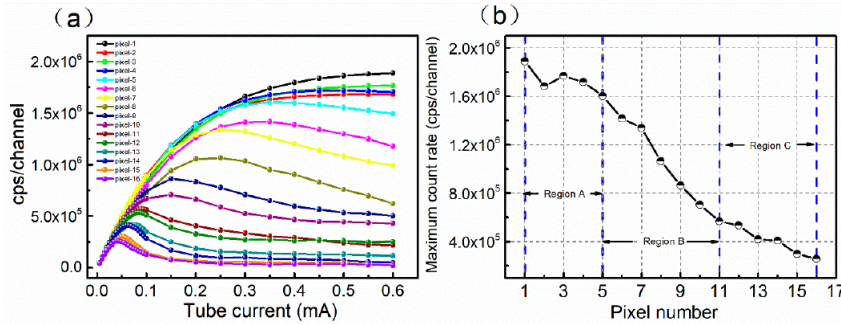 (a)
cps/channel
2.0x10⁶
1.5x10⁶
1.0x10⁶
5.0x10⁵
0.0
pixel-1
pixel-2
pixel-3
pixel-4
pixel-5
pixel-6
pixel-7
pixel-8
pixel-9
pixel-10
pixel-11
pixel-12
pixel-13
pixel-14
pixel-15
pixel-16
0.0 0.1 0.2 0.3 0.4 0.5 0.6
Tube current (mA)
(b)
Maximum count rate (cps/channel)
2.0x10⁶
1.6x10⁶
1.2x10⁶
8.0x10⁵
4.0x10⁵
Region C
Region A
Region B
1 3 5 7 9 11 13 15 17
Pixel number